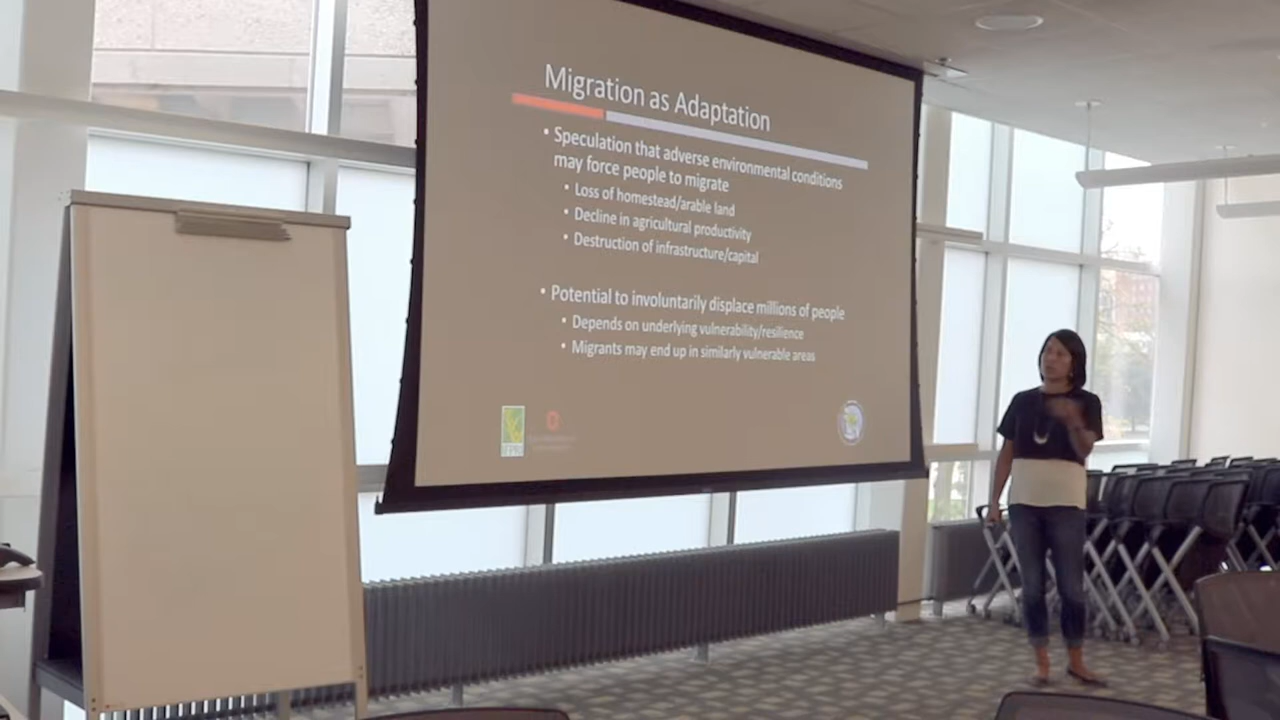 Migration as Adaptation
• Speculation that adverse environmental conditions
may force people to migrate
• Loss of homestead/arable land
• Decline in agricultural productivity
• Destruction of infrastructure/capital
• Potential to involuntarily displace millions of people
• Depends on underlying vulnerability/resilience
• Migrants may end up in similarly vulnerable areas
IFPRI